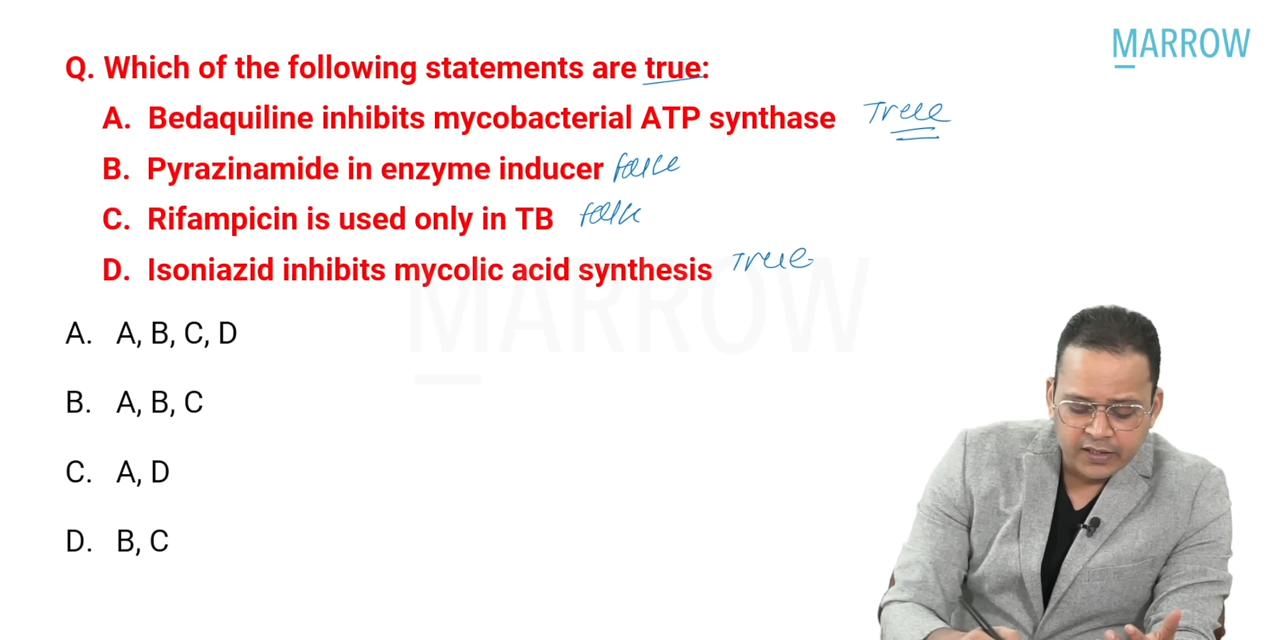 MARROW
Q. Which of the following statements are true:
A. Bedaquiline inhibits mycobacterial ATP synthase True
B. Pyrazinamide in enzyme inducer false
C. Rifampicin is used only in TB false
D. Isoniazid inhibits mycolic acid synthesis True
MARROW
A. A, B, C, D
B. A, B, C
C. A, D
D. B, C